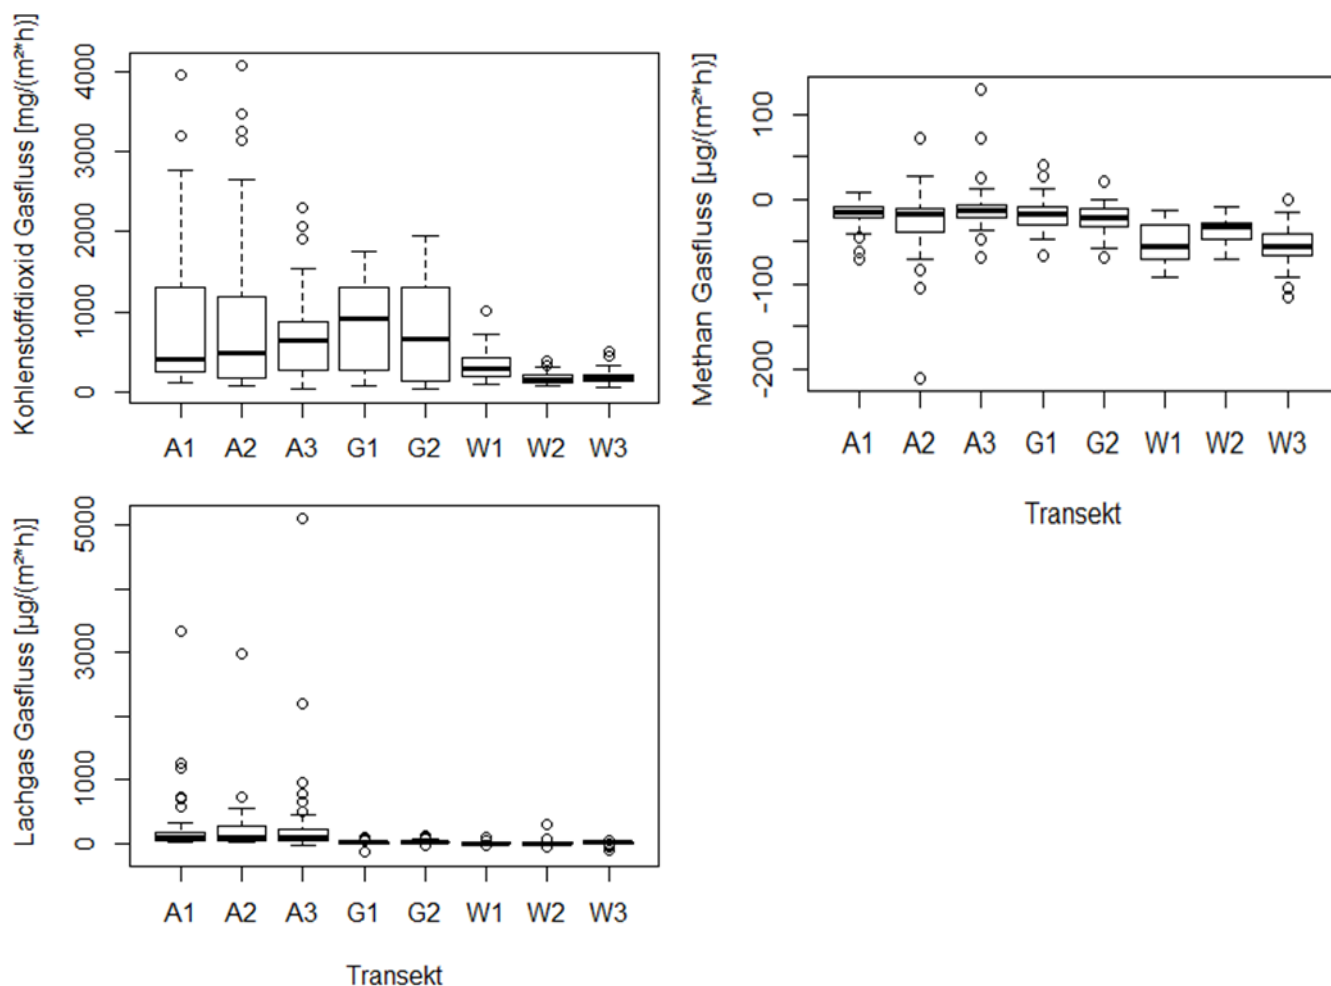 Kohlenstoffdioxid Gasfluss [mg/(m²*h)]
4000
3000
2000
1000
0
A1 A2 A3 G1 G2 W1 W2 W3
Methan Gasfluss [µg/(m²*h)]
100
0
-100
-200
A1 A2 A3 G1 G2 W1 W2 W3
Transekt
Lachgas Gasfluss [µg/(m²*h)]
5000
3000
1000
0
A1 A2 A3 G1 G2 W1 W2 W3
Transekt